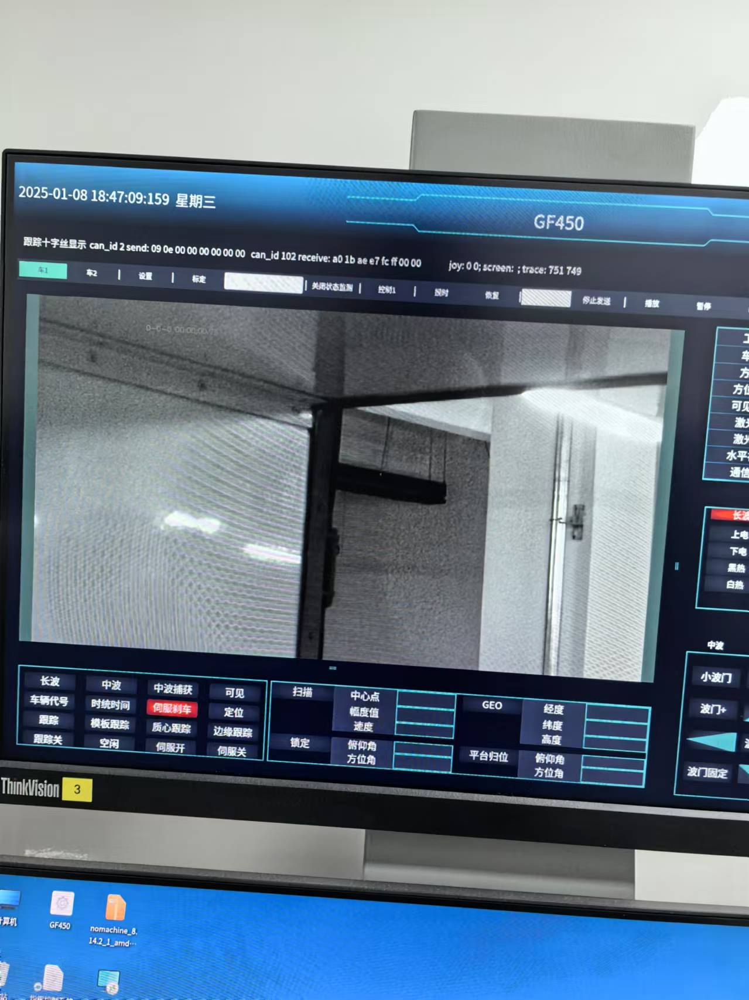 2025-01-08 18:47:09:159 星期三
GF450
跟踪十字丝显示 can_id 2 send: 09 0e 00 00 00 00 00 00 can_id 102 receive: a0 1b ae e7 fc ff 00 00 joy: 0 0; screen: ; trace: 751 749
车1 车2 | 设置 | 标定 | 关闭状态监测 | 控制1 | 授时 恢复 | 停止发送 | 播放 暂停
方
方位
可见
激
激
水平
通信
长波
上电
下电
黑热
白热
中波
小波门
波门+
波门固定
长波 中波 中波捕获 可见
车辆代号 时统时间 伺服刹车 定位
跟踪 模板跟踪 质心跟踪 边缘跟踪
跟踪关 空闲 伺服开 伺服关
扫描 中心点
幅度值
速度
锁定 俯仰角
方位角
GEO 经度
纬度
高度
平台归位 俯仰角
方位角
ThinkVision 3
计算机
GF450
nomachine_8.
14.2_1_amd…